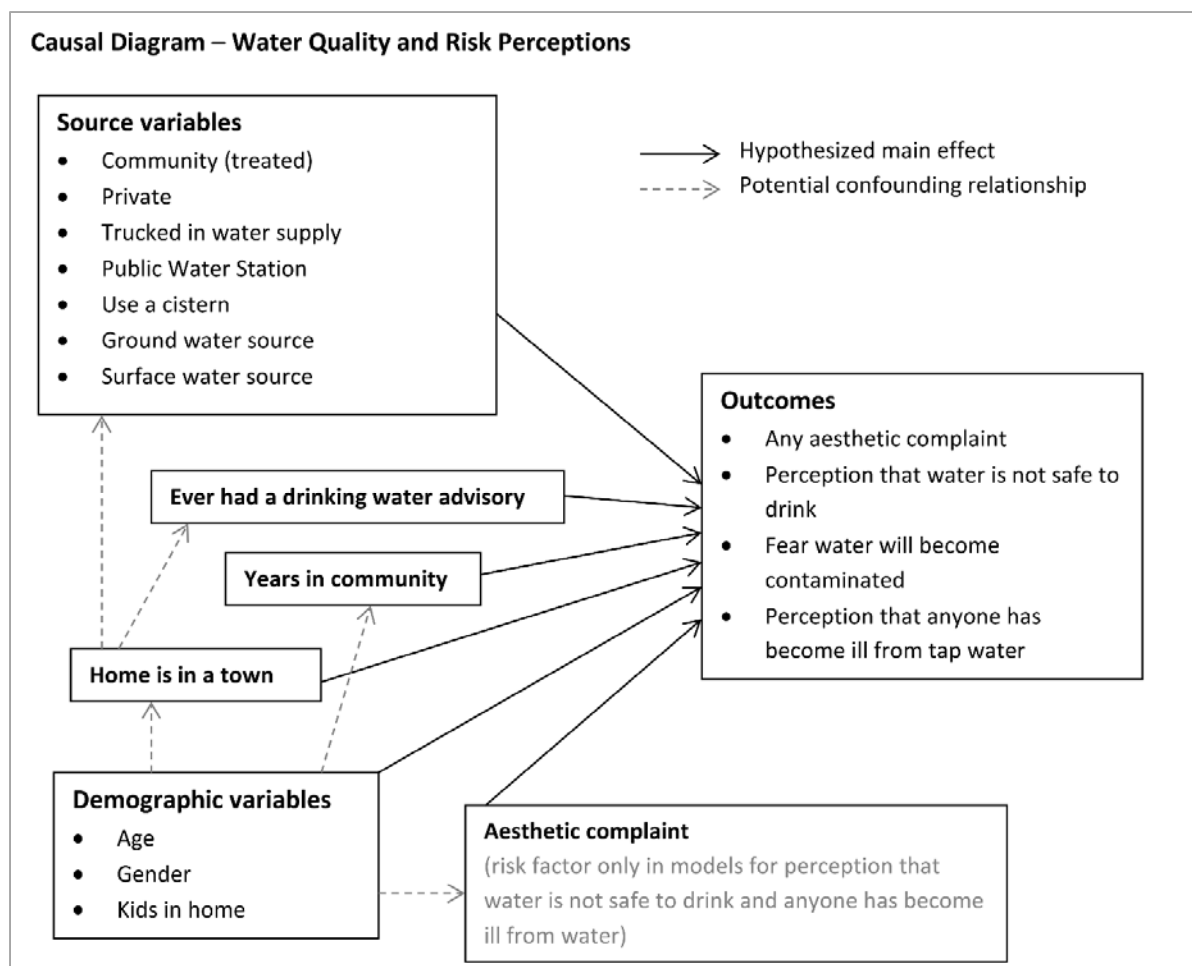 Causal Diagram – Water Quality and Risk Perceptions
Source variables
• Community (treated)
• Private
• Trucked in water supply
• Public Water Station
• Use a cistern
• Ground water source
• Surface water source
Hypothesized main effect
Potential confounding relationship
Outcomes
• Any aesthetic complaint
• Perception that water is not safe to
drink
• Fear water will become
contaminated
• Perception that anyone has
become ill from tap water
Ever had a drinking water advisory
Years in community
Home is in a town
Demographic variables
• Age
• Gender
• Kids in home
Aesthetic complaint
(risk factor only in models for perception that
water is not safe to drink and anyone has become
ill from water)